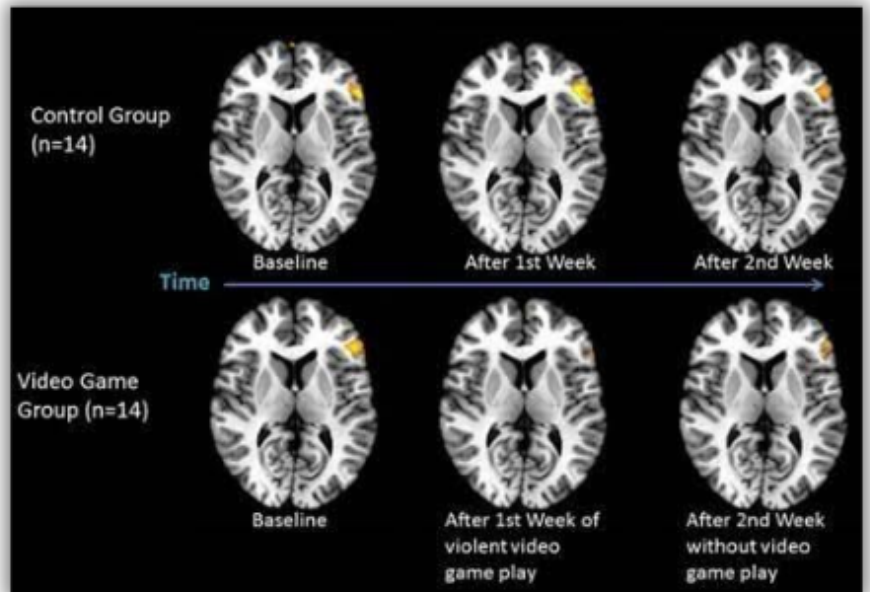 Control Group
(n=14)
Baseline
After 1st Week
After 2nd Week
Time
Video Game
Group (n=14)
Baseline
After 1st Week of
violent video
game play
After 2nd Week
without video
game play